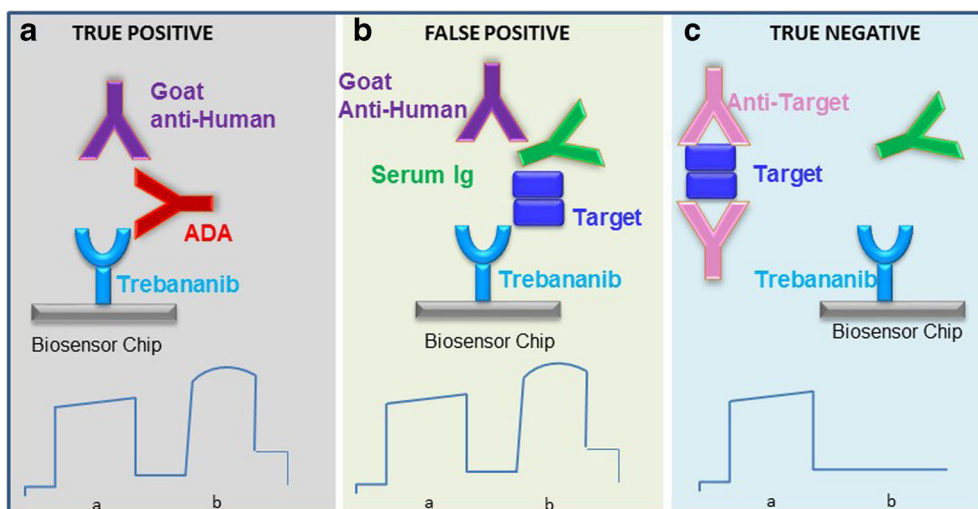 a
TRUE POSITIVE
Goat
anti-Human
ADA
Trebananib
Biosensor Chip
a
b
b
FALSE POSITIVE
Goat
Anti-Human
Serum Ig
Target
Trebananib
Biosensor Chip
a
b
c
TRUE NEGATIVE
Anti-Target
Target
Trebananib
Biosensor Chip
a
b